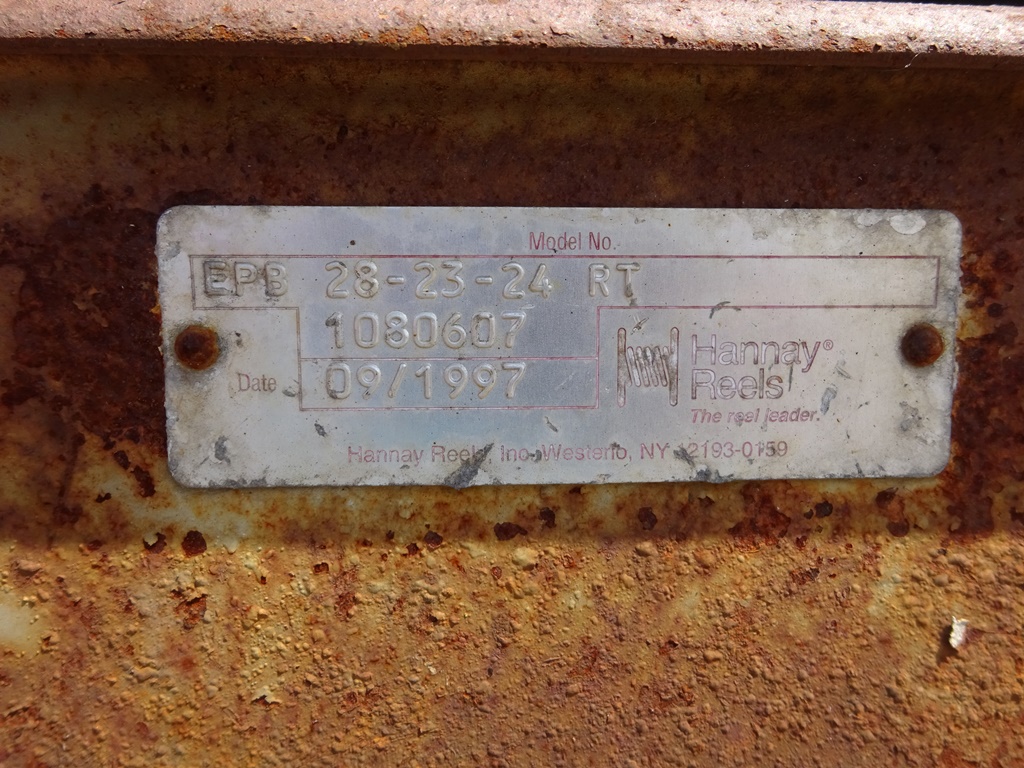 Model No.
EPB 28-23-24 RT
1080607
Date 09/1997
Hannay®
Reels
The reel leader.
Hannay Reels, Inc. Westerlo, NY 12193-0159